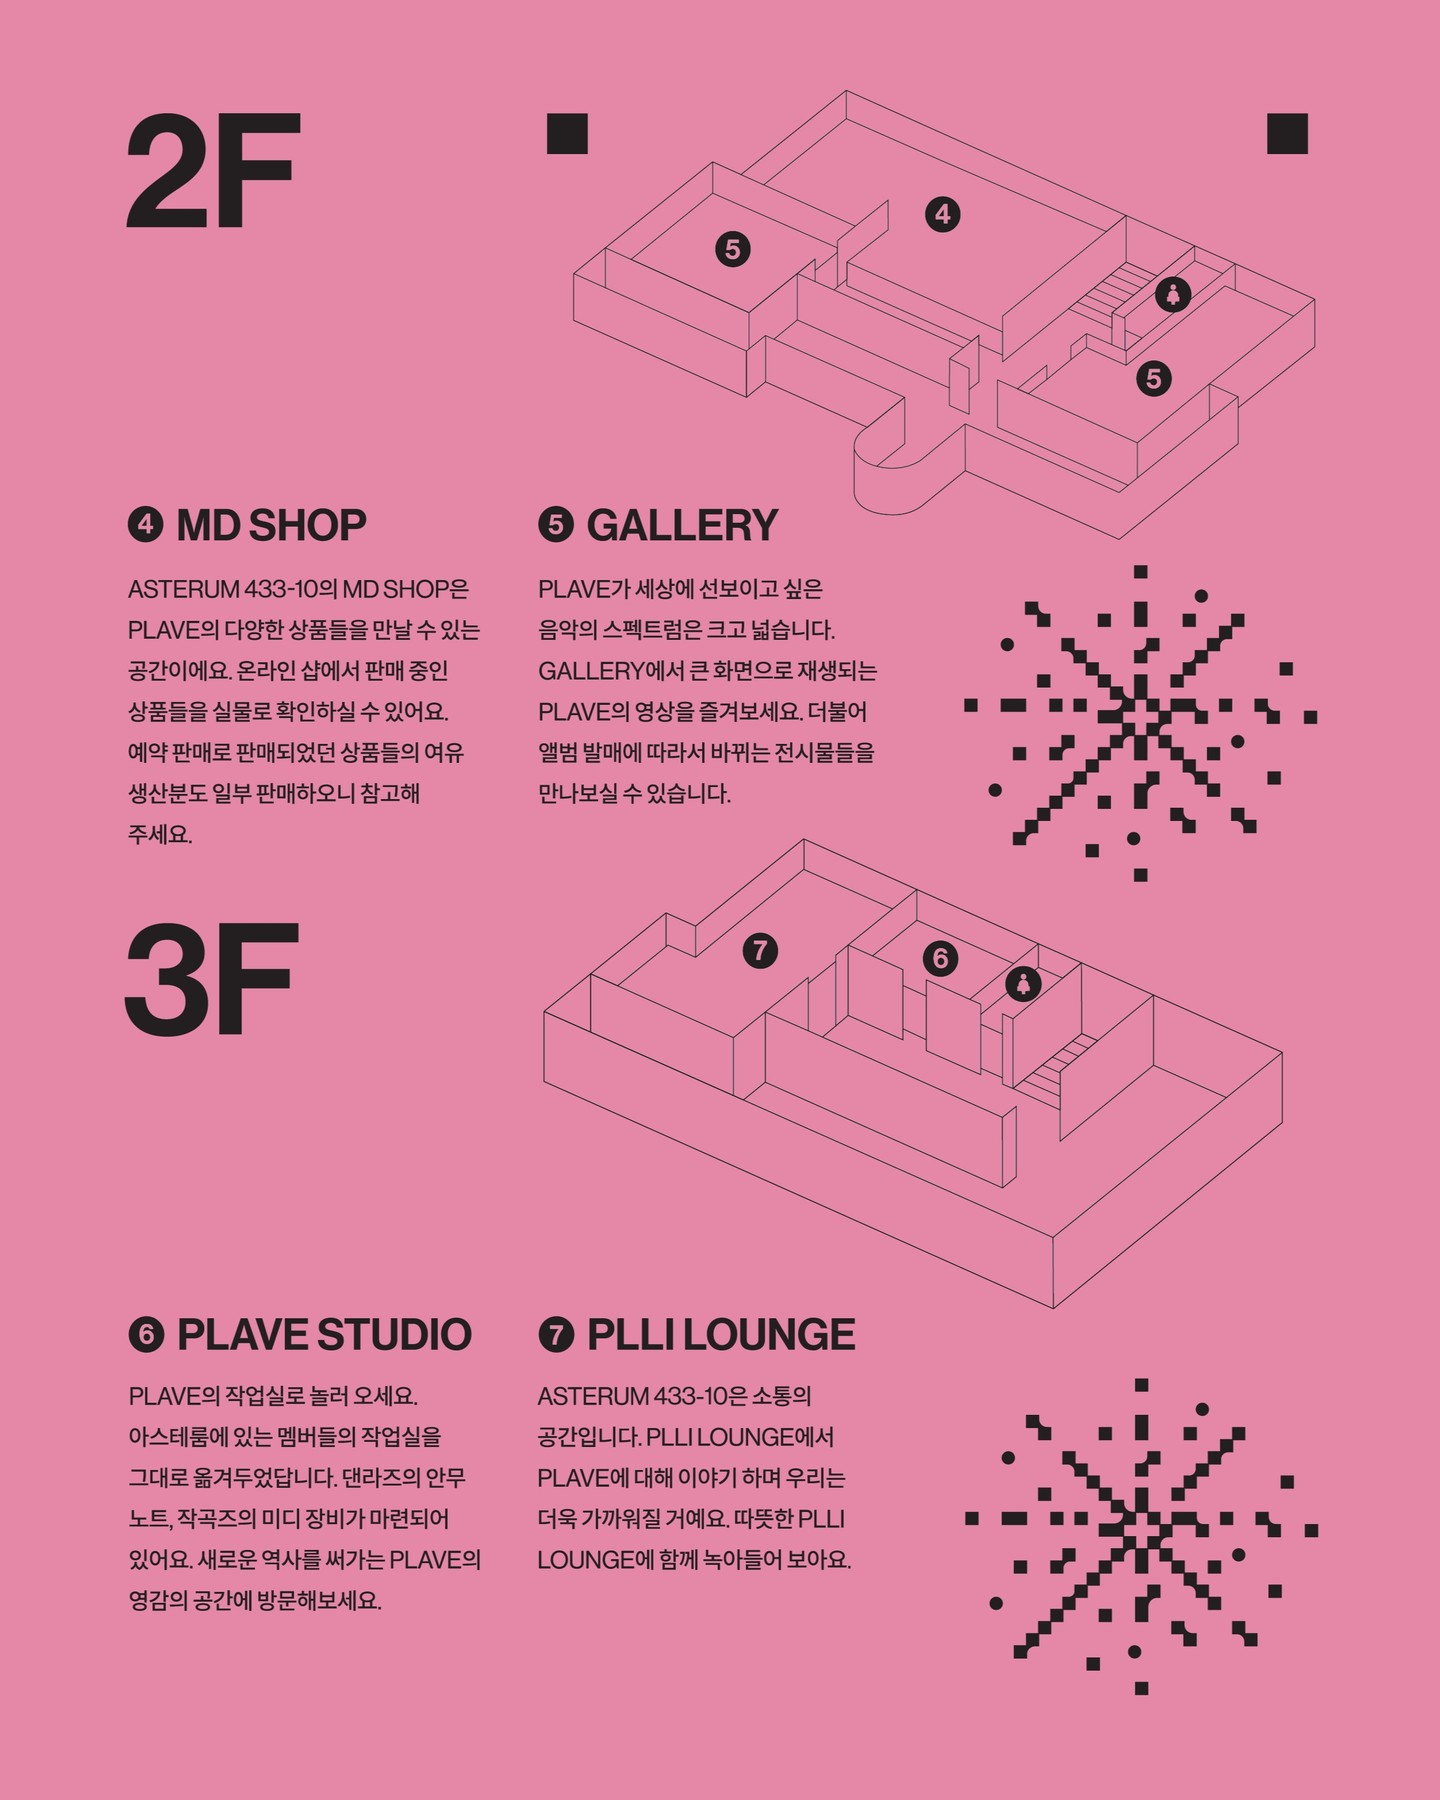 2F
4
5
5
4 MD SHOP
ASTERUM 433-10의 MD SHOP은
PLAVE의 다양한 상품들을 만날 수 있는
공간이에요. 온라인 샵에서 판매 중인
상품들을 실물로 확인하실 수 있어요.
예약 판매로 판매되었던 상품들의 여유
생산분도 일부 판매하오니 참고해
주세요.
5 GALLERY
PLAVE가 세상에 선보이고 싶은
음악의 스펙트럼은 크고 넓습니다.
GALLERY에서 큰 화면으로 재생되는
PLAVE의 영상을 즐겨보세요. 더불어
앨범 발매에 따라서 바뀌는 전시물들을
만나보실 수 있습니다.
3F
7
6
6 PLAVE STUDIO
PLAVE의 작업실로 놀러 오세요.
아스테룸에 있는 멤버들의 작업실을
그대로 옮겨두었답니다. 댄라즈의 안무
노트, 작곡즈의 미디 장비가 마련되어
있어요. 새로운 역사를 써가는 PLAVE의
영감의 공간에 방문해보세요.
7 PLLI LOUNGE
ASTERUM 433-10은 소통의
공간입니다. PLLI LOUNGE에서
PLAVE에 대해 이야기 하며 우리는
더욱 가까워질 거예요. 따뜻한 PLLI
LOUNGE에 함께 녹아들어 보아요.